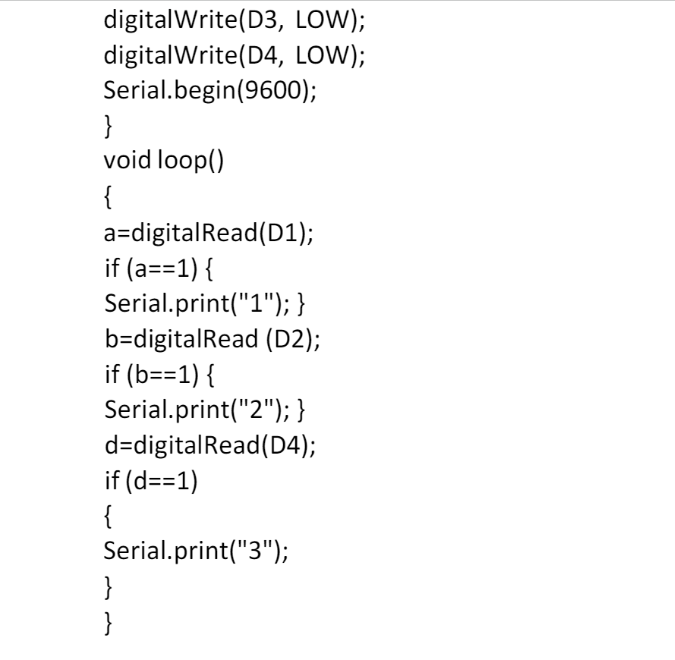 digitalWrite(D3, LOW);
digitalWrite(D4, LOW);
Serial.begin(9600);
}
void loop()
{
a=digitalRead(D1);
if (a==1) {
Serial.print("1"); }
b=digitalRead (D2);
if (b==1) {
Serial.print("2"); }
d=digitalRead(D4);
if (d==1)
{
Serial.print("3");
}
}